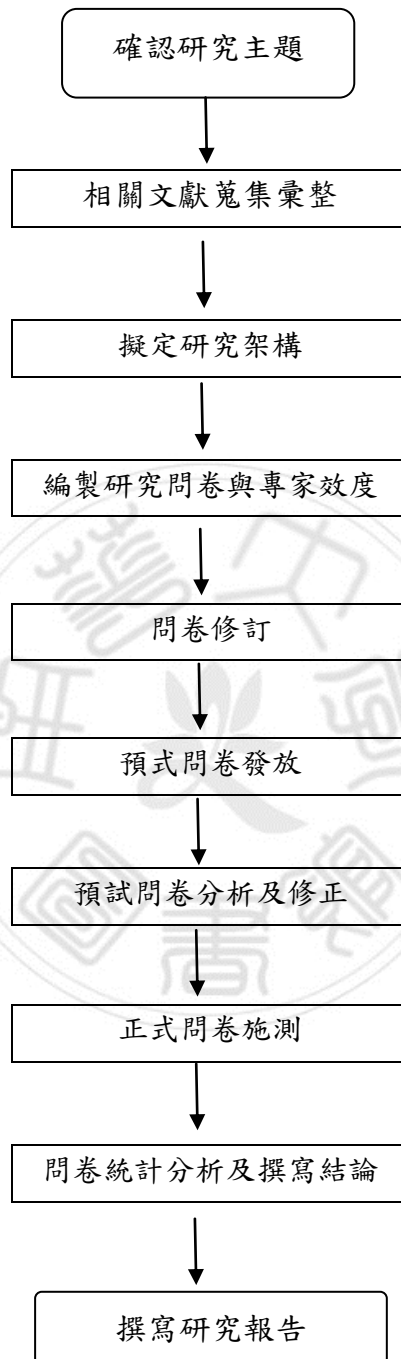 確認研究主題
相關文獻蒐集彙整
擬定研究架構
編製研究問卷與專家效度
問卷修訂
預式問卷發放
預試問卷分析及修正
正式問卷施測
問卷統計分析及撰寫結論
撰寫研究報告